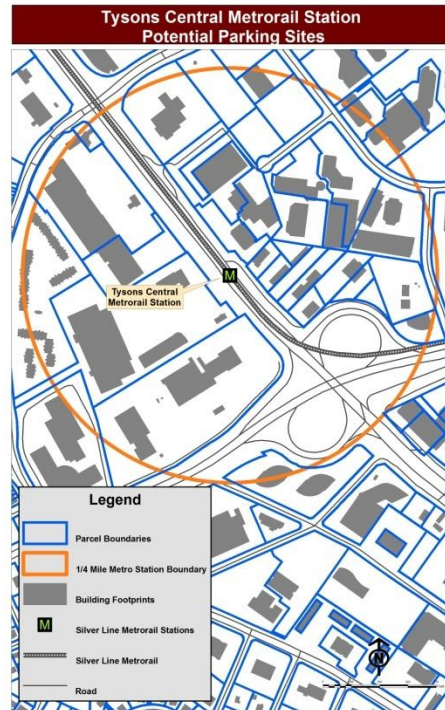 Tysons Central Metrorail Station
Potential Parking Sites
M
Tysons Central
Metrorail Station
Legend
Parcel Boundaries
1/4 Mile Metro Station Boundary
Building Footprints
M
Silver Line Metrorail Stations
Silver Line Metrorail
Road
N